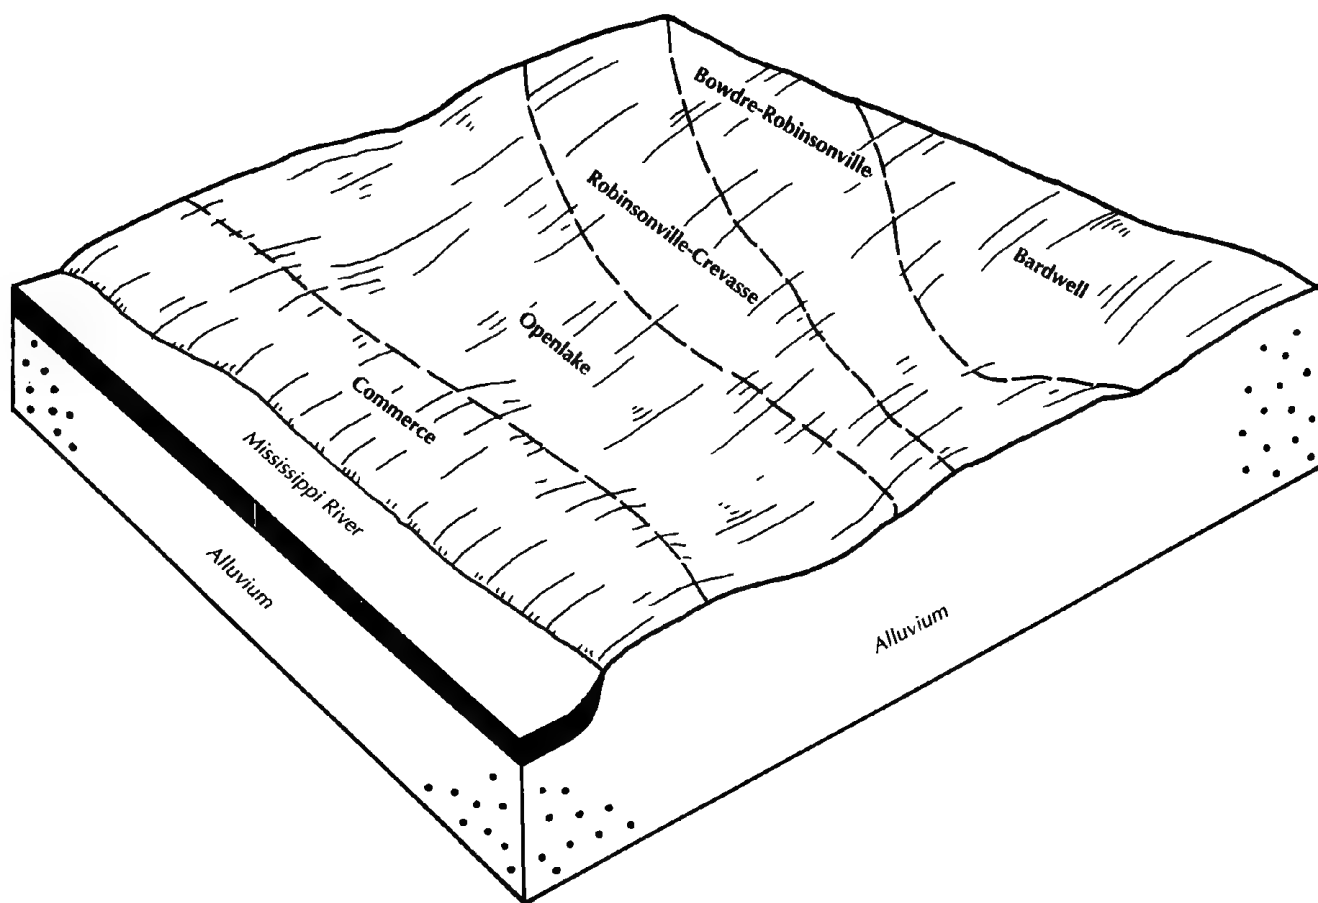 Bowdre-Robinsonville
Robinsonville-Crevasse
Bardwell
Openlake
Commerce
Mississippi River
Alluvium
Alluvium